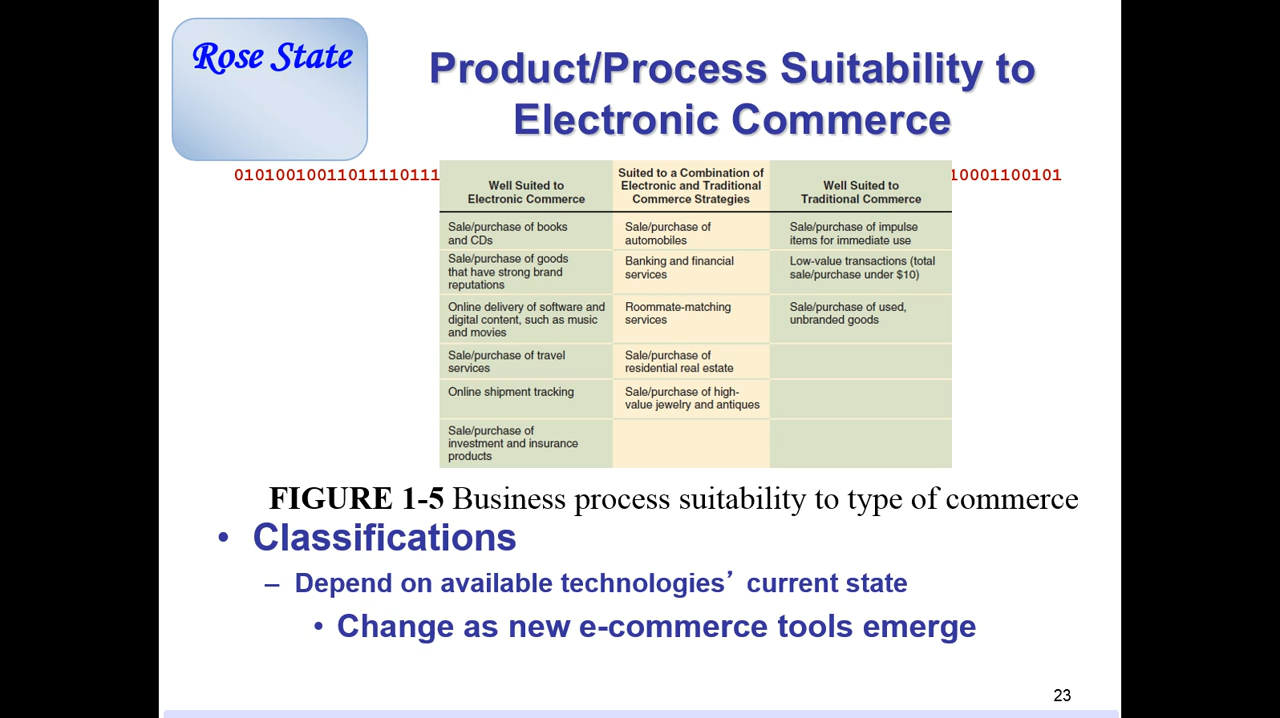 Rose State
Product/Process Suitability to
Electronic Commerce
01010010011011110111
10001100101
Well Suited to
Electronic Commerce
Suited to a Combination of
Electronic and Traditional
Commerce Strategies
Well Suited to
Traditional Commerce
Sale/purchase of books
and CDs
Sale/purchase of
automobiles
Sale/purchase of impulse
items for immediate use
Sale/purchase of goods
that have strong brand
reputations
Banking and financial
services
Low-value transactions (total
sale/purchase under $10)
Online delivery of software and
digital content, such as music
and movies
Roommate-matching
services
Sale/purchase of used,
unbranded goods
Sale/purchase of travel
services
Sale/purchase of
residential real estate
Online shipment tracking
Sale/purchase of high-
value jewelry and antiques
Sale/purchase of
investment and insurance
products
FIGURE 1-5 Business process suitability to type of commerce
• Classifications
– Depend on available technologies’ current state
• Change as new e-commerce tools emerge
23